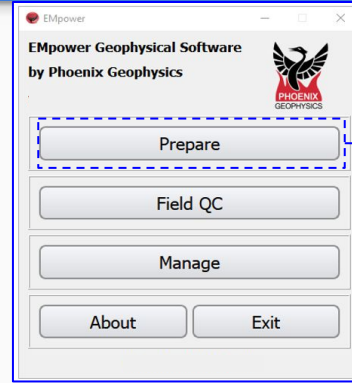 EMpower
EMpower Geophysical Software
by Phoenix Geophysics
PHOENIX
GEOPHYSICS
Prepare
Field QC
Manage
About
Exit